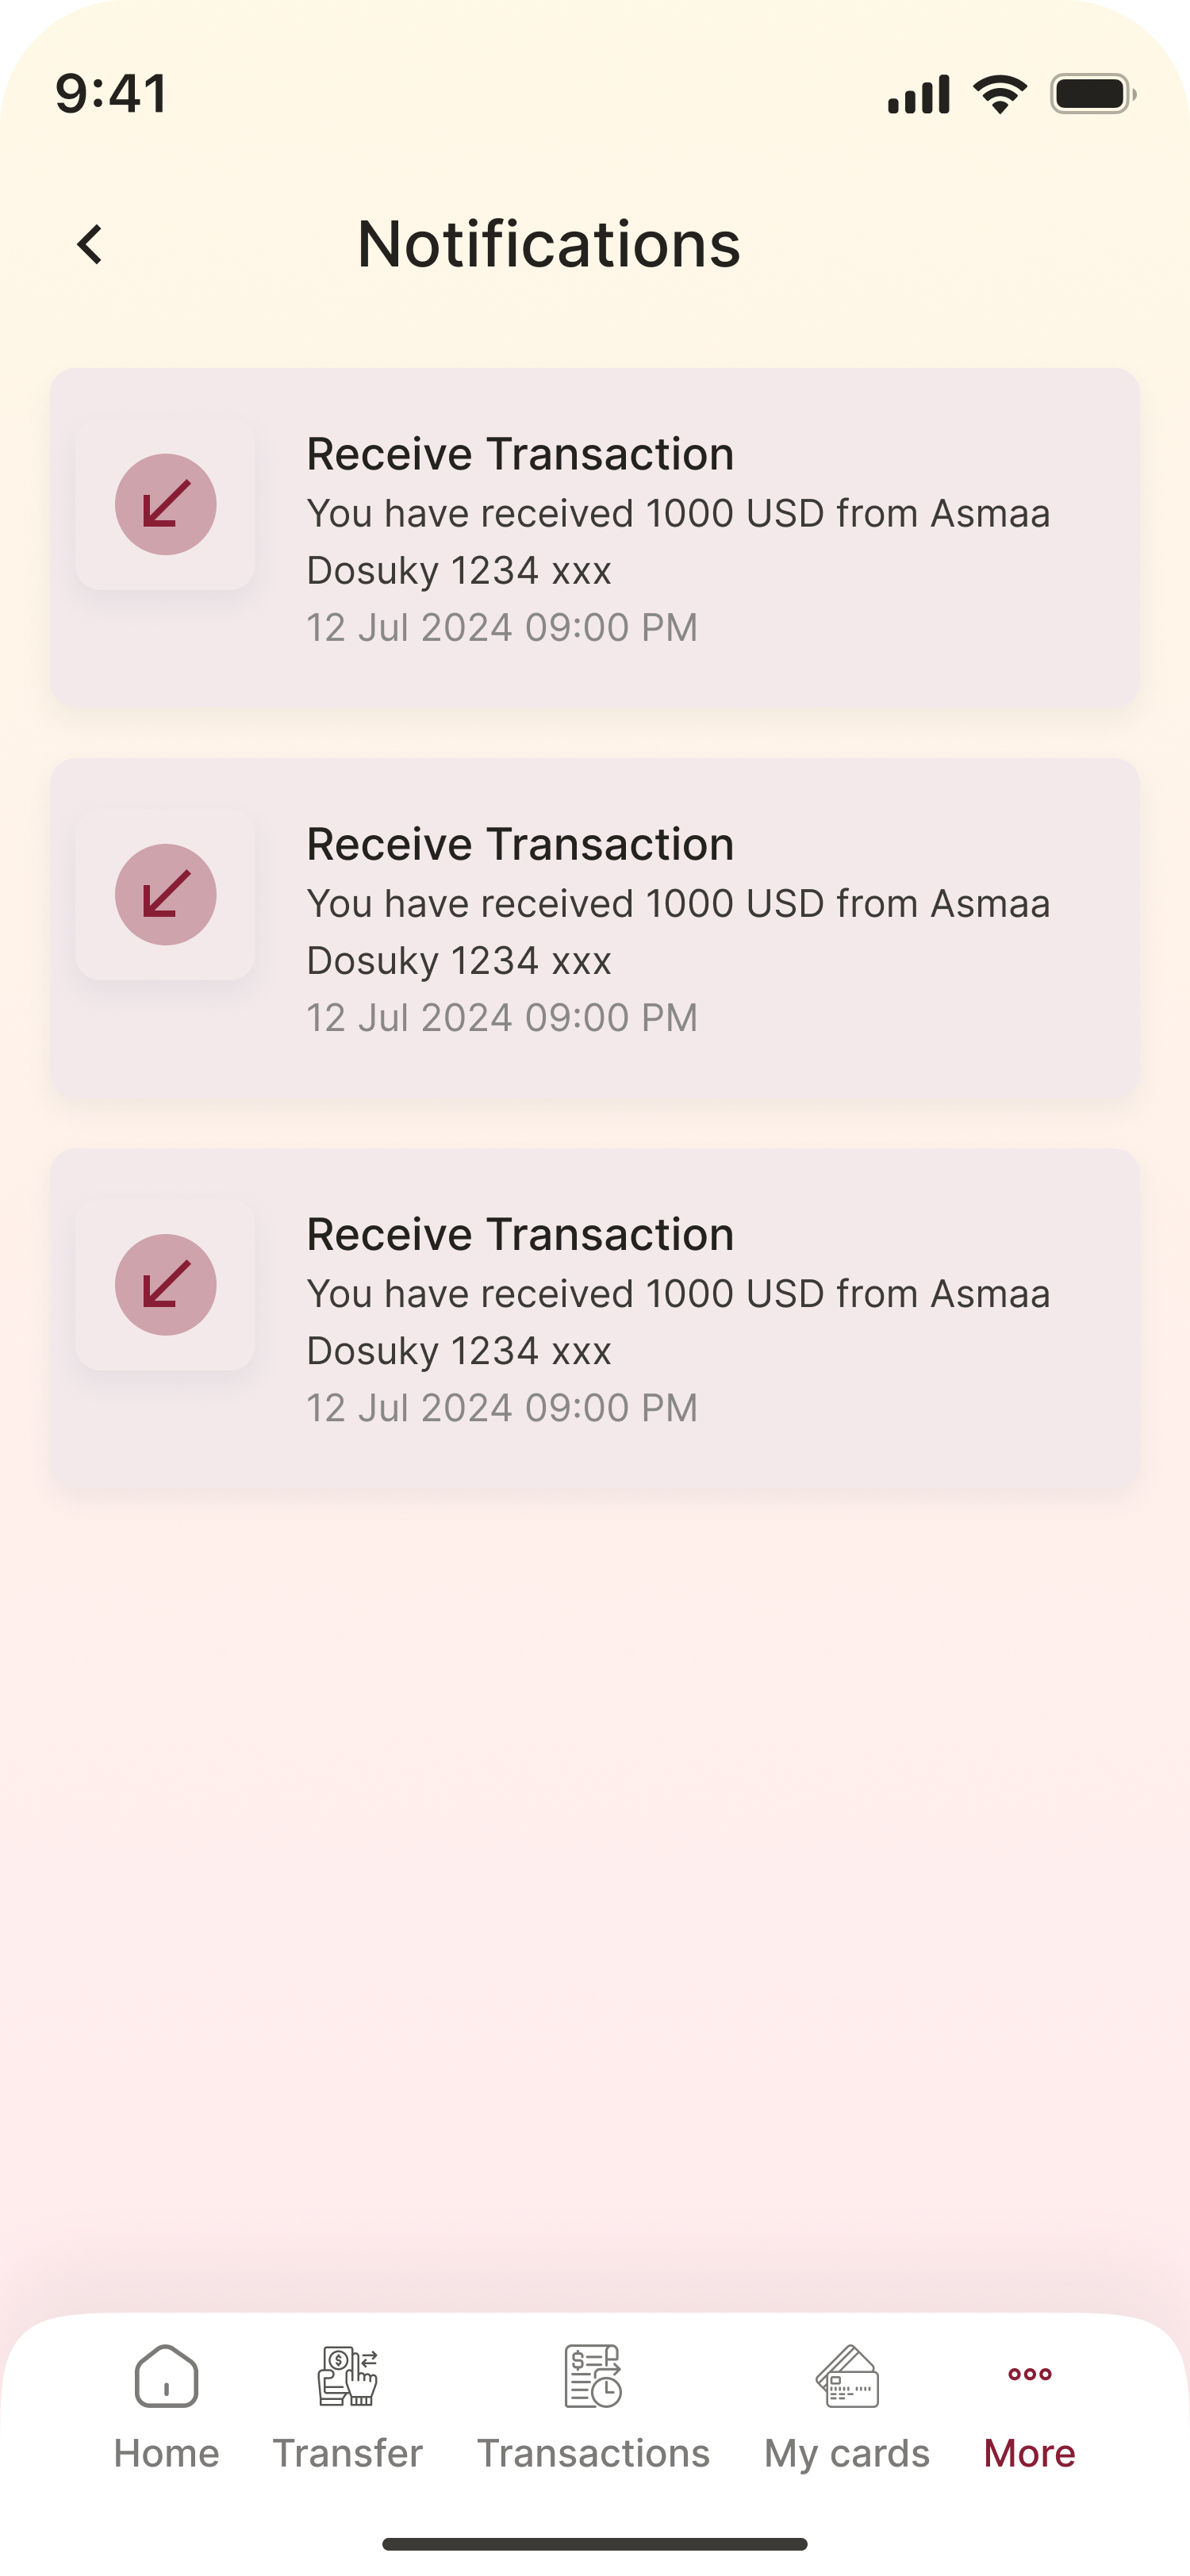 9:41
Notifications
Receive Transaction
You have received 1000 USD from Asmaa
Dosuky 1234 xxx
12 Jul 2024 09:00 PM
Receive Transaction
You have received 1000 USD from Asmaa
Dosuky 1234 xxx
12 Jul 2024 09:00 PM
Receive Transaction
You have received 1000 USD from Asmaa
Dosuky 1234 xxx
12 Jul 2024 09:00 PM
Home Transfer Transactions My cards More